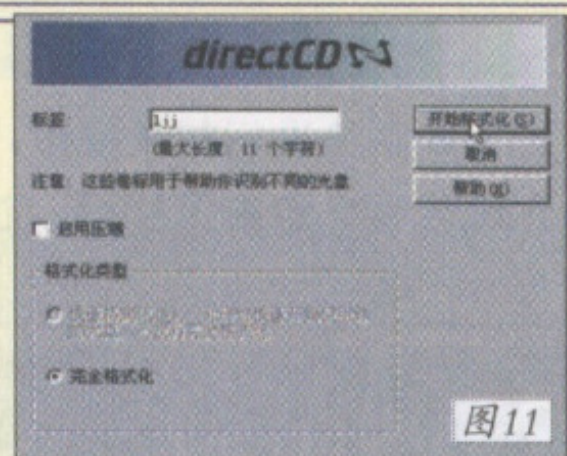 directCD
标签 1jj 开始格式化(S)
(最大长度 11 个字符) 取消
注意 这些卷标用于帮助你识别不同的光盘 帮助(H)
启用压缩
格式化类型
完全格式化
图11